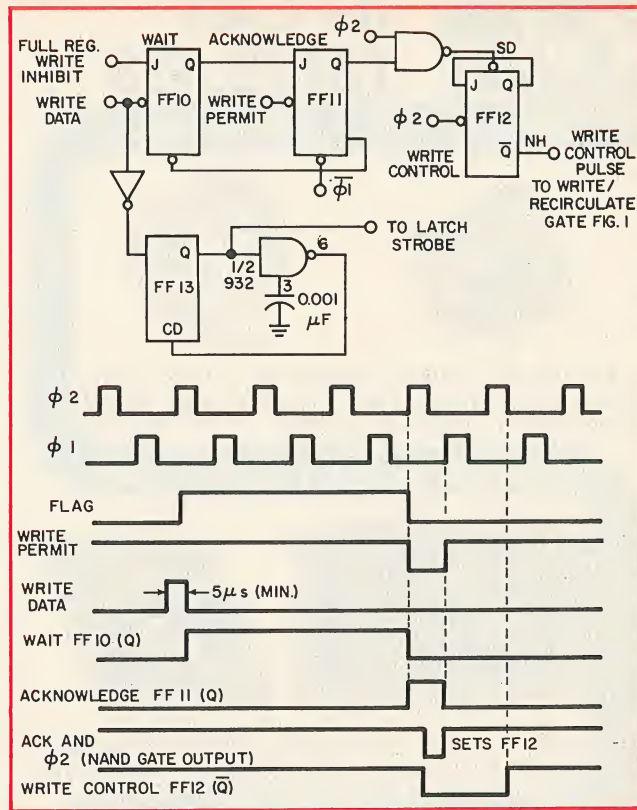 WAIT
ACKNOWLEDGE
φ2
FULL REG.
WRITE
INHIBIT
J Q
J Q
SD
WRITE
DATA
FF10
WRITE
PERMIT
FF11
J Q
φ2
FF12
WRITE
CONTROL
Q̅
NH
WRITE
CONTROL
PULSE
φ1̅
TO WRITE/
RECIRCULATE
GATE FIG. 1
TO LATCH
STROBE
Q
1/2
932
6
3
0.001
μF
FF13
CD
φ2
φ1
FLAG
WRITE
PERMIT
WRITE
DATA
5μs (MIN.)
WAIT FF10 (Q)
ACKNOWLEDGE FF11 (Q)
ACK AND
φ2 (NAND GATE OUTPUT)
SETS FF12
WRITE CONTROL FF12 (Q̅)